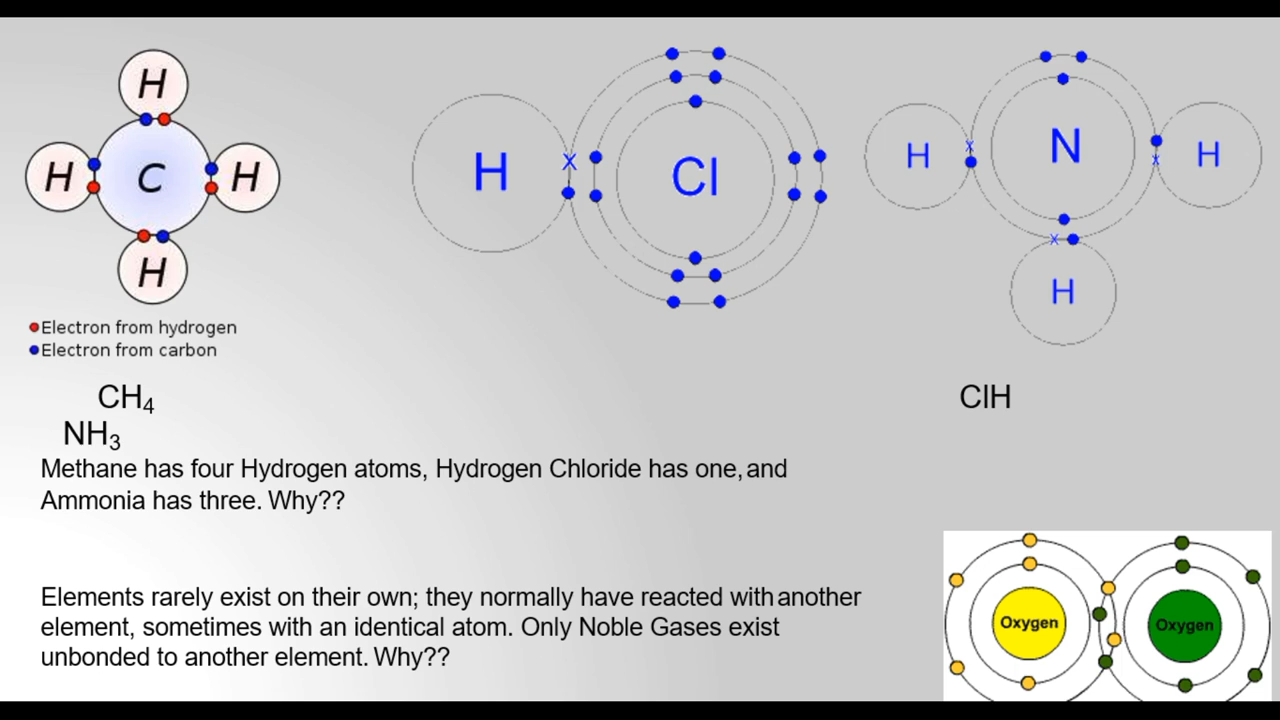 H
H C H
H
Electron from hydrogen
Electron from carbon
H Cl
H N H
H
CH₄
ClH
NH₃
Methane has four Hydrogen atoms, Hydrogen Chloride has one, and
Ammonia has three. Why??
Elements rarely exist on their own; they normally have reacted with another
element, sometimes with an identical atom. Only Noble Gases exist
unbonded to another element. Why??
Oxygen Oxygen